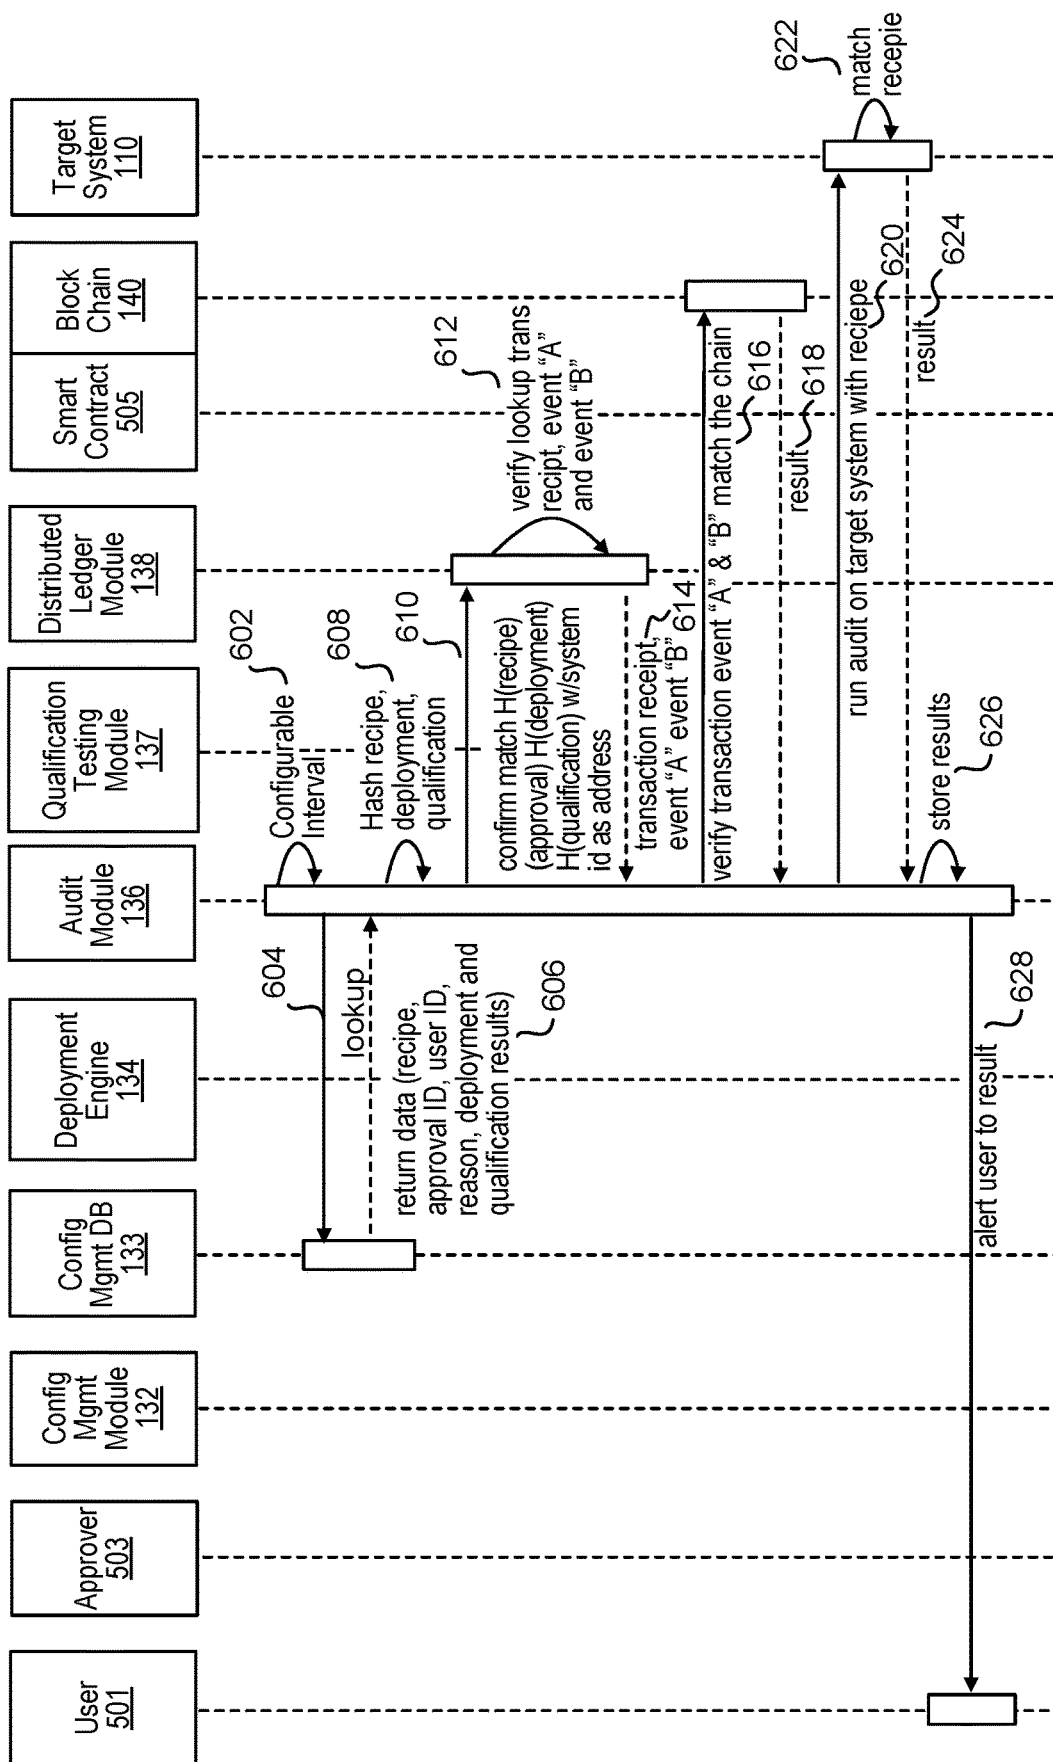 User
501
Approver
503
Config
Mgmt
Module
132
Config
Mgmt DB
133
Deployment
Engine
134
Audit
Module
136
Qualification
Testing
Module
137
Distributed
Ledger
Module
138
Smart
Contract
505
Block
Chain
140
Target
System
110
Configurable
Interval
602
604
lookup
return data (recipe,
approval ID, user ID,
reason, deployment and
qualification results)
606
Hash recipe,
deployment,
qualification
608
610
confirm match H(recipe)
(approval) H(deployment)
H(qualification) w/system
id as address
612
verify lookup trans
recipt, event “A”
and event “B”
transaction receipt,
event “A” event “B”
614
verify transaction event “A” & “B” match the chain
616
result
618
run audit on target system with reciepe
620
622
match
recepie
result
624
store results
626
alert user to result
628